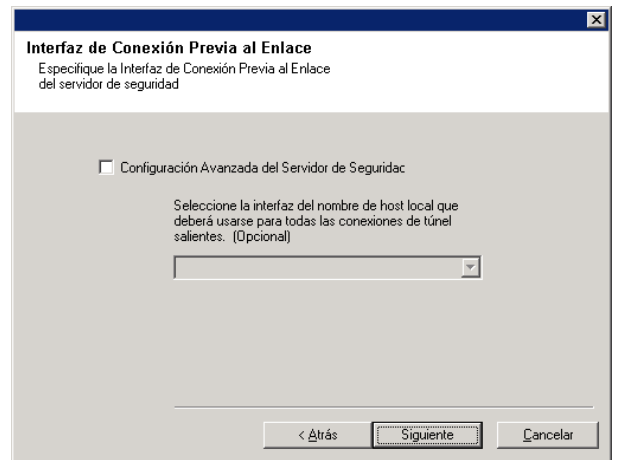 Interfaz de Conexión Previa al Enlace
Especifique la Interfaz de Conexión Previa al Enlace
del servidor de seguridad
Configuración Avanzada del Servidor de Seguridac
Seleccione la interfaz del nombre de host local que
deberá usarse para todas las conexiones de túnel
salientes. (Opcional)
< Atrás Siguiente Cancelar